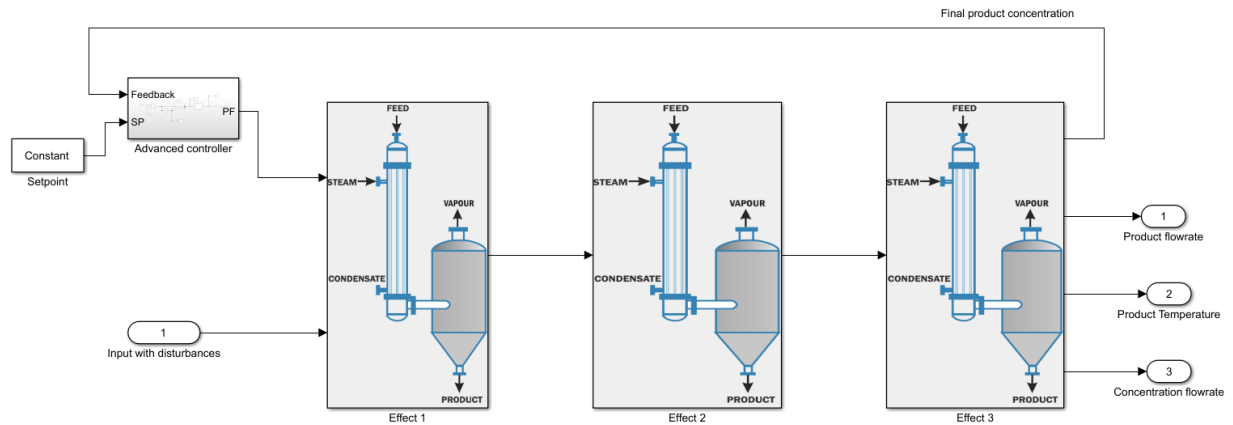 Final product concentration
Feedback
SP
PF
Advanced controller
Constant
Setpoint
1
Input with disturbances
FEED
STEAM
VAPOUR
CONDENSATE
PRODUCT
Effect 1
FEED
STEAM
VAPOUR
CONDENSATE
PRODUCT
Effect 2
FEED
STEAM
VAPOUR
CONDENSATE
PRODUCT
Effect 3
1
Product flowrate
2
Product Temperature
3
Concentration flowrate